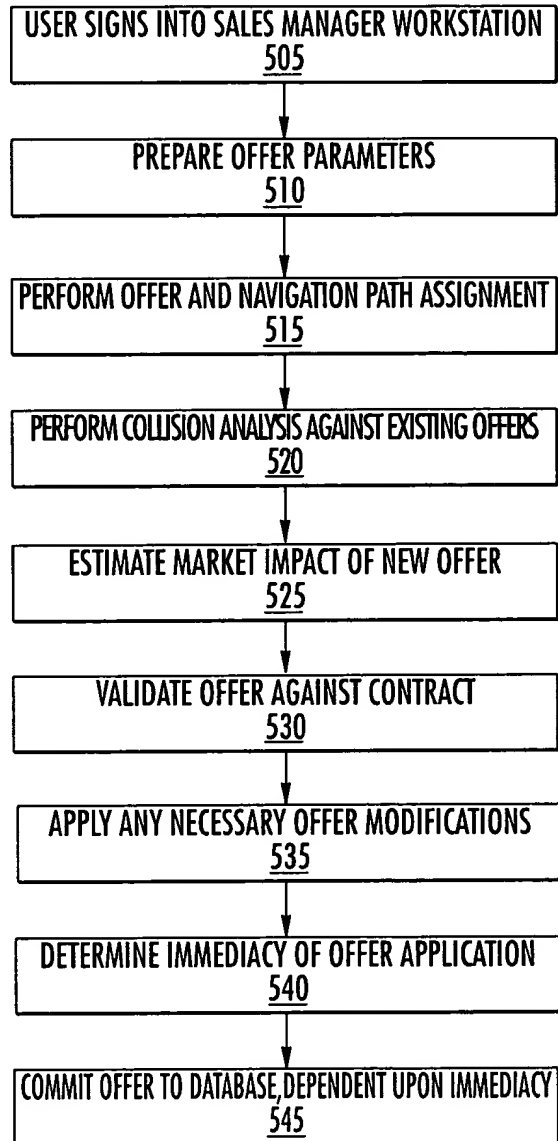 USER SIGNS INTO SALES MANAGER WORKSTATION
505
PREPARE OFFER PARAMETERS
510
PERFORM OFFER AND NAVIGATION PATH ASSIGNMENT
515
PERFORM COLLISION ANALYSIS AGAINST EXISTING OFFERS
520
ESTIMATE MARKET IMPACT OF NEW OFFER
525
VALIDATE OFFER AGAINST CONTRACT
530
APPLY ANY NECESSARY OFFER MODIFICATIONS
535
DETERMINE IMMEDIACY OF OFFER APPLICATION
540
COMMIT OFFER TO DATABASE,DEPENDENT UPON IMMEDIACY
545